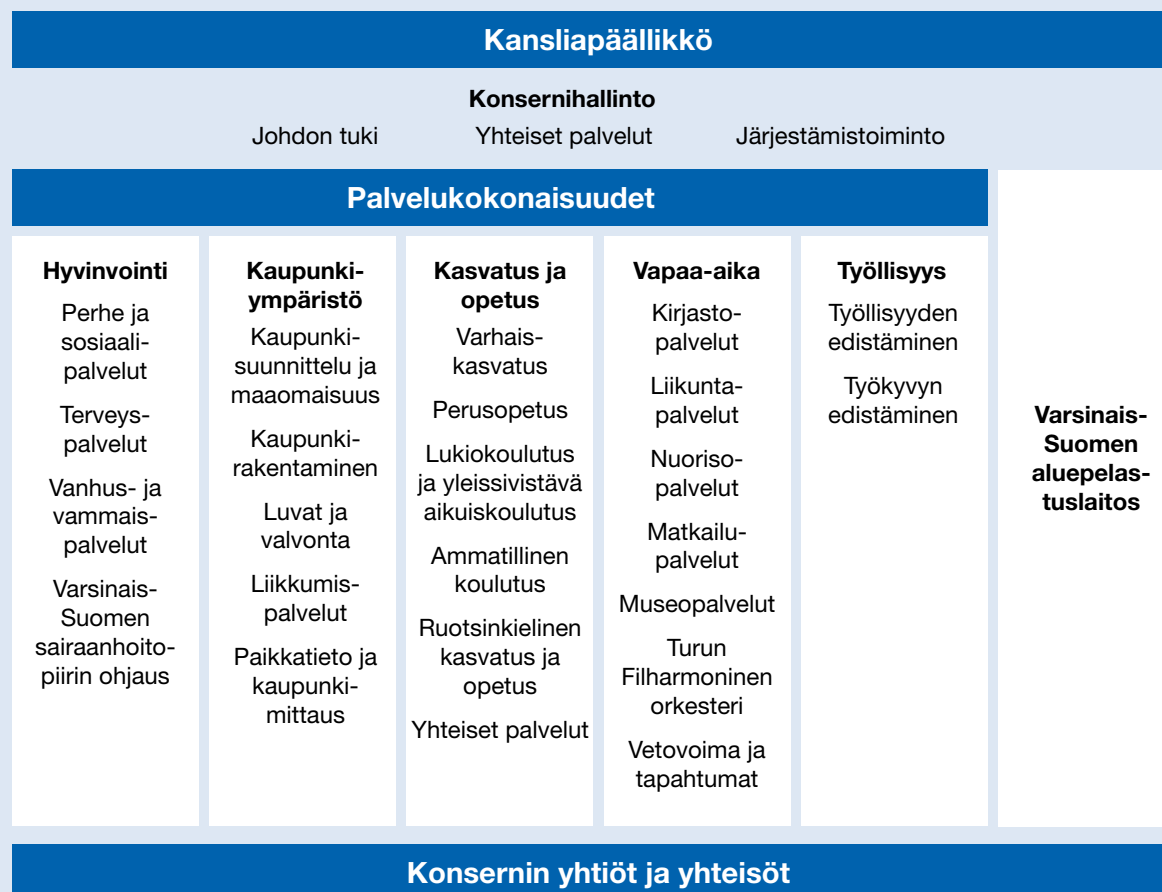 Kansliapäällikkö
Konsernihallinto
Johdon tuki
Yhteiset palvelut
Järjestämistoiminto
Palvelukokonaisuudet
Hyvinvointi
Perhe ja
sosiaali-
palvelut
Terveys-
palvelut
Vanhus- ja
vammais-
palvelut
Varsinais-
Suomen
sairaanhoito-
piirin ohjaus
Kaupunki-
ympäristö
Kaupunki-
suunnittelu ja
maaomaisuus
Kaupunki-
rakentaminen
Luvat ja
valvonta
Liikkumis-
palvelut
Paikkatieto ja
kaupunki-
mittaus
Kasvatus ja
opetus
Varhais-
kasvatus
Perusopetus
Lukiokoulutus
ja yleissivistävä
aikuiskoulutus
Ammatillinen
koulutus
Ruotsinkielinen
kasvatus ja
opetus
Yhteiset palvelut
Vapaa-aika
Kirjasto-
palvelut
Liikunta-
palvelut
Nuoriso-
palvelut
Matkailu-
palvelut
Museopalvelut
Turun
Filharmoninen
orkesteri
Vetovoima ja
tapahtumat
Työllisyys
Työllisyyden
edistäminen
Työkyvyn
edistäminen
Varsinais-
Suomen
aluepelas-
tuslaitos
Konsernin yhtiöt ja yhteisöt